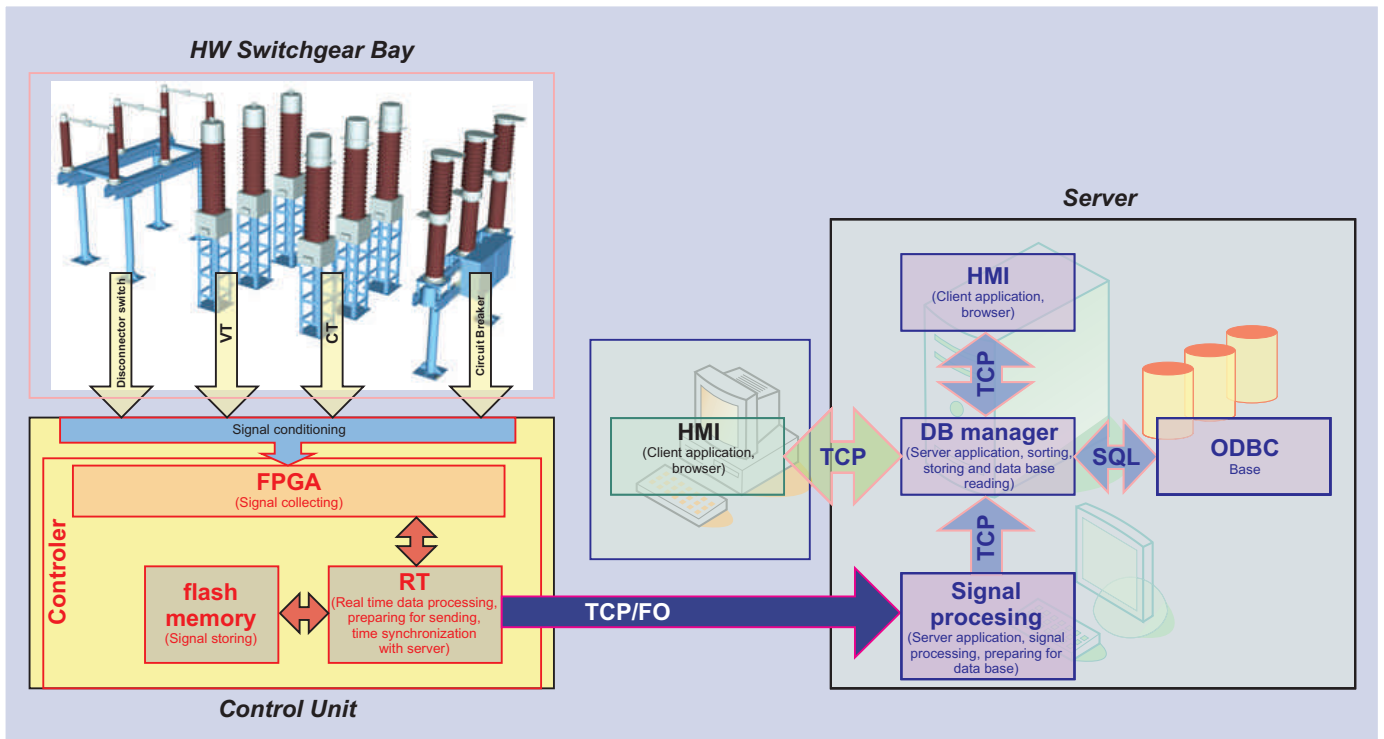 HW Switchgear Bay
Disconnector switch
VT
CT
Circuit Breaker
Signal conditioning
FPGA
(Signal collecting)
Controler
flash
memory
(Signal storing)
RT
(Real time data processing,
preparing for sending,
time synchronization
with server)
Control Unit
TCP/FO
HMI
(Client application,
browser)
TCP
Server
HMI
(Client application,
browser)
TCP
DB manager
(Server application, sorting,
storing and data base
reading)
SQL
ODBC
Base
TCP
Signal
procesing
(Server application, signal
processing, preparing for
data base)